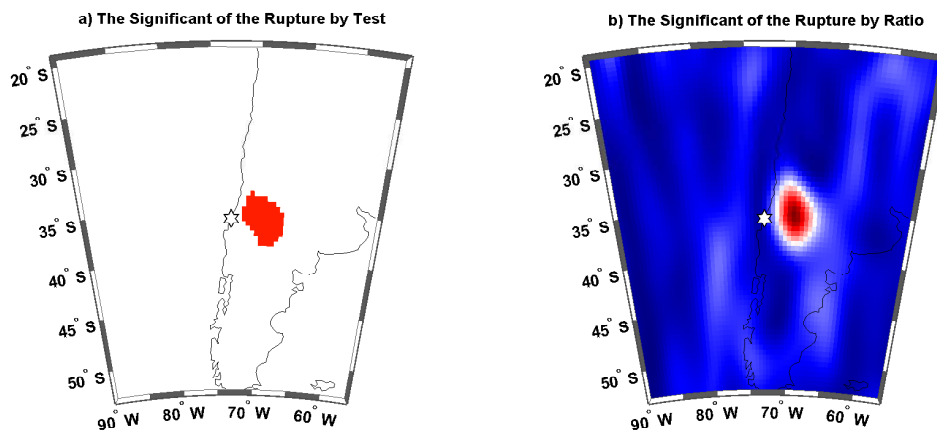 a) The Significant of the Rupture by Test
20° S
25° S
30° S
35° S
40° S
45° S
50° S
90° W
80° W
70° W
60° W
b) The Significant of the Rupture by Ratio
20° S
25° S
30° S
35° S
40° S
45° S
50° S
90° W
80° W
70° W
60° W